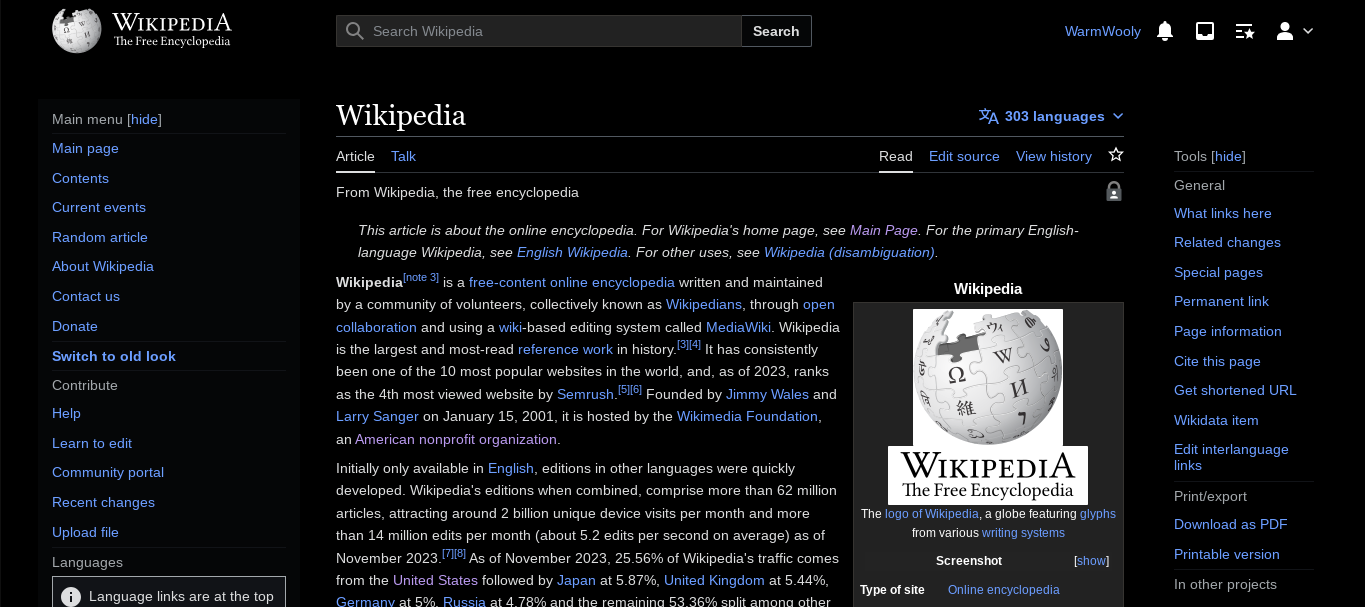 WIKIPEDIA
The Free Encyclopedia
Search Wikipedia
Search
WarmWooly
Main menu [hide]
Main page
Contents
Current events
Random article
About Wikipedia
Contact us
Donate
Switch to old look
Contribute
Help
Learn to edit
Community portal
Recent changes
Upload file
Languages
Language links are at the top
Wikipedia
303 languages
Article
Talk
Read
Edit source
View history
From Wikipedia, the free encyclopedia
This article is about the online encyclopedia. For Wikipedia's home page, see Main Page. For the primary English-
language Wikipedia, see English Wikipedia. For other uses, see Wikipedia (disambiguation).
Wikipedia[note 3] is a free-content online encyclopedia written and maintained
by a community of volunteers, collectively known as Wikipedians, through open
collaboration and using a wiki-based editing system called MediaWiki. Wikipedia
is the largest and most-read reference work in history.[3][4] It has consistently
been one of the 10 most popular websites in the world, and, as of 2023, ranks
as the 4th most viewed website by Semrush.[5][6] Founded by Jimmy Wales and
Larry Sanger on January 15, 2001, it is hosted by the Wikimedia Foundation,
an American nonprofit organization.
Initially only available in English, editions in other languages were quickly
developed. Wikipedia's editions when combined, comprise more than 62 million
articles, attracting around 2 billion unique device visits per month and more
than 14 million edits per month (about 5.2 edits per second on average) as of
November 2023.[7][8] As of November 2023, 25.56% of Wikipedia's traffic comes
from the United States followed by Japan at 5.87%, United Kingdom at 5.44%,
Germany at 5%, Russia at 4.78% and the remaining 53.36% split among other
Wikipedia
Ω
W
И
維
WIKIPEDIA
The Free Encyclopedia
The logo of Wikipedia, a globe featuring glyphs
from various writing systems
Screenshot
[show]
Type of site
Online encyclopedia
Tools [hide]
General
What links here
Related changes
Special pages
Permanent link
Page information
Cite this page
Get shortened URL
Wikidata item
Edit interlanguage
links
Print/export
Download as PDF
Printable version
In other projects